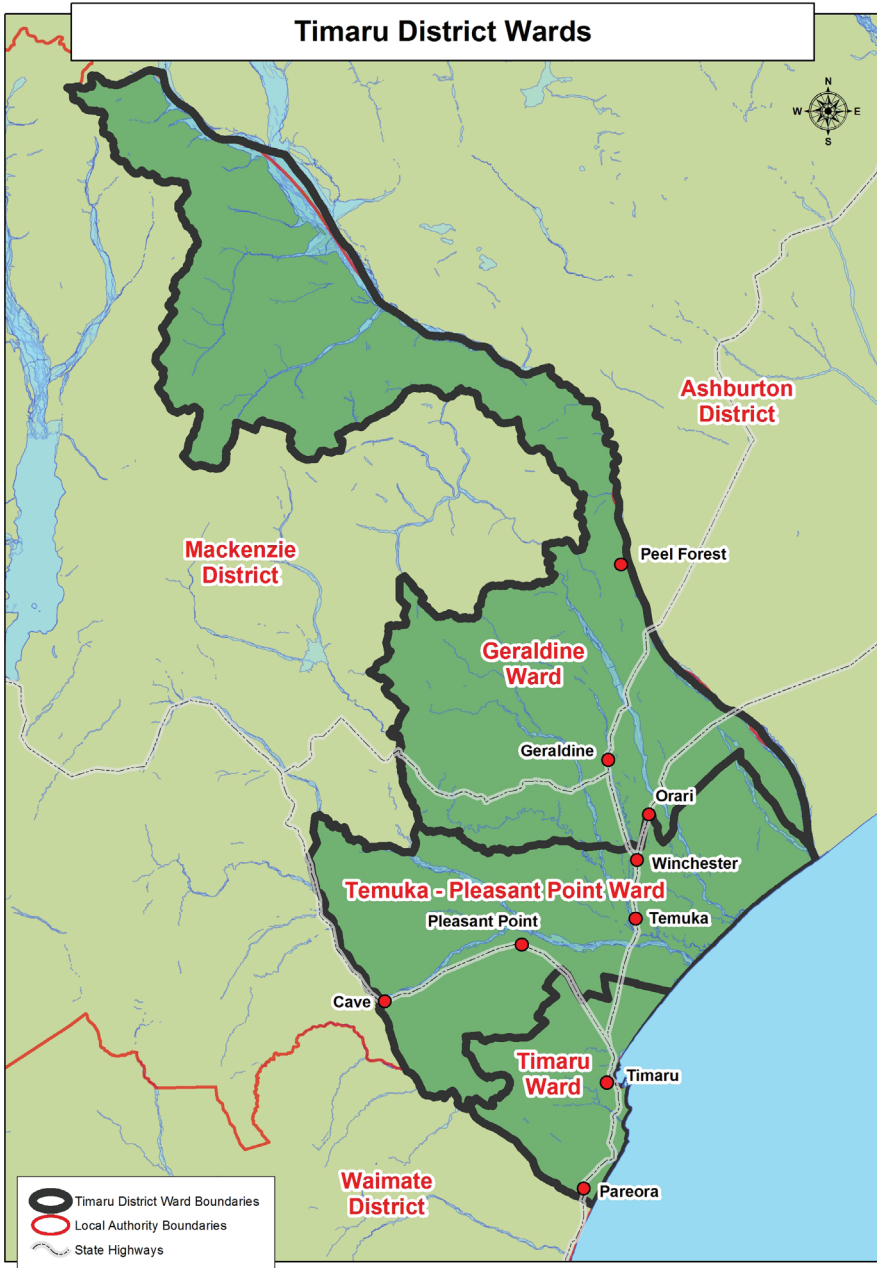 Timaru District Wards
N
W
E
S
Ashburton
District
Peel Forest
Mackenzie
District
Geraldine
Ward
Geraldine
Orari
Winchester
Temuka - Pleasant Point Ward
Temuka
Pleasant Point
Cave
Timaru
Ward
Timaru
Waimate
District
Pareora
Timaru District Ward Boundaries
Local Authority Boundaries
State Highways